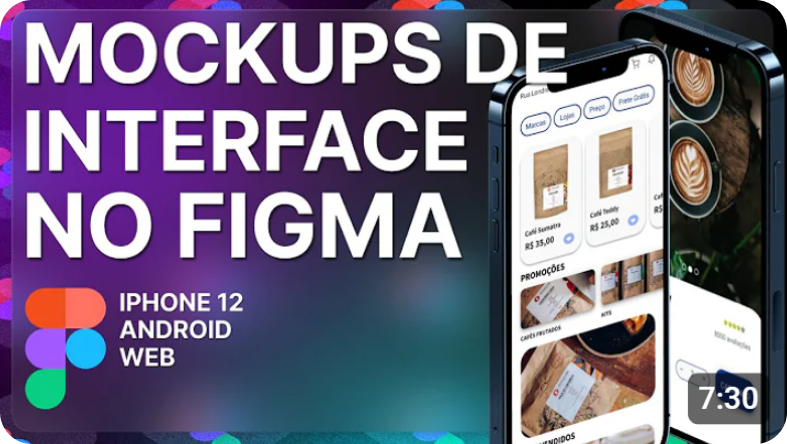 MOCKUPS DE
INTERFACE
NO FIGMA
IPHONE 12
ANDROID
WEB
Marcas
Lojas
Preço
Frete Grátis
Café Sumatra
R$ 35,00
Café Teddy
R$ 25,00
PROMOÇÕES
CAFÉS FRUTADOS
KITS
7:30